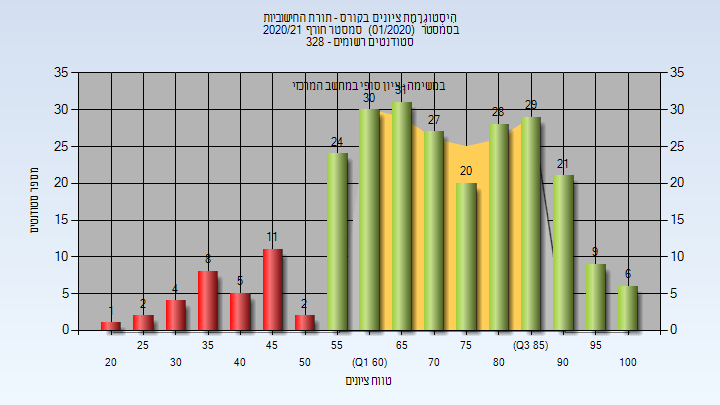 היסטוגרמת ציונים בקורס - תורת החישוביות
בסמסטר (01/2020) סמסטר חורף 2020/21
סטודנטים רשומים - 328
במשימה - ציון סופי במחשב המרכזי
מספר סטודנטים
35 35
30 30
25 25
20 20
15 15
10 10
5 5
0 0
1 2 4 8 5 11 2 24 30 31 27 20 28 29 21 9 6
25 35 45 55 65 75 (Q3 85) 95
20 30 40 50 (Q1 60) 70 80 90 100
טווח ציונים